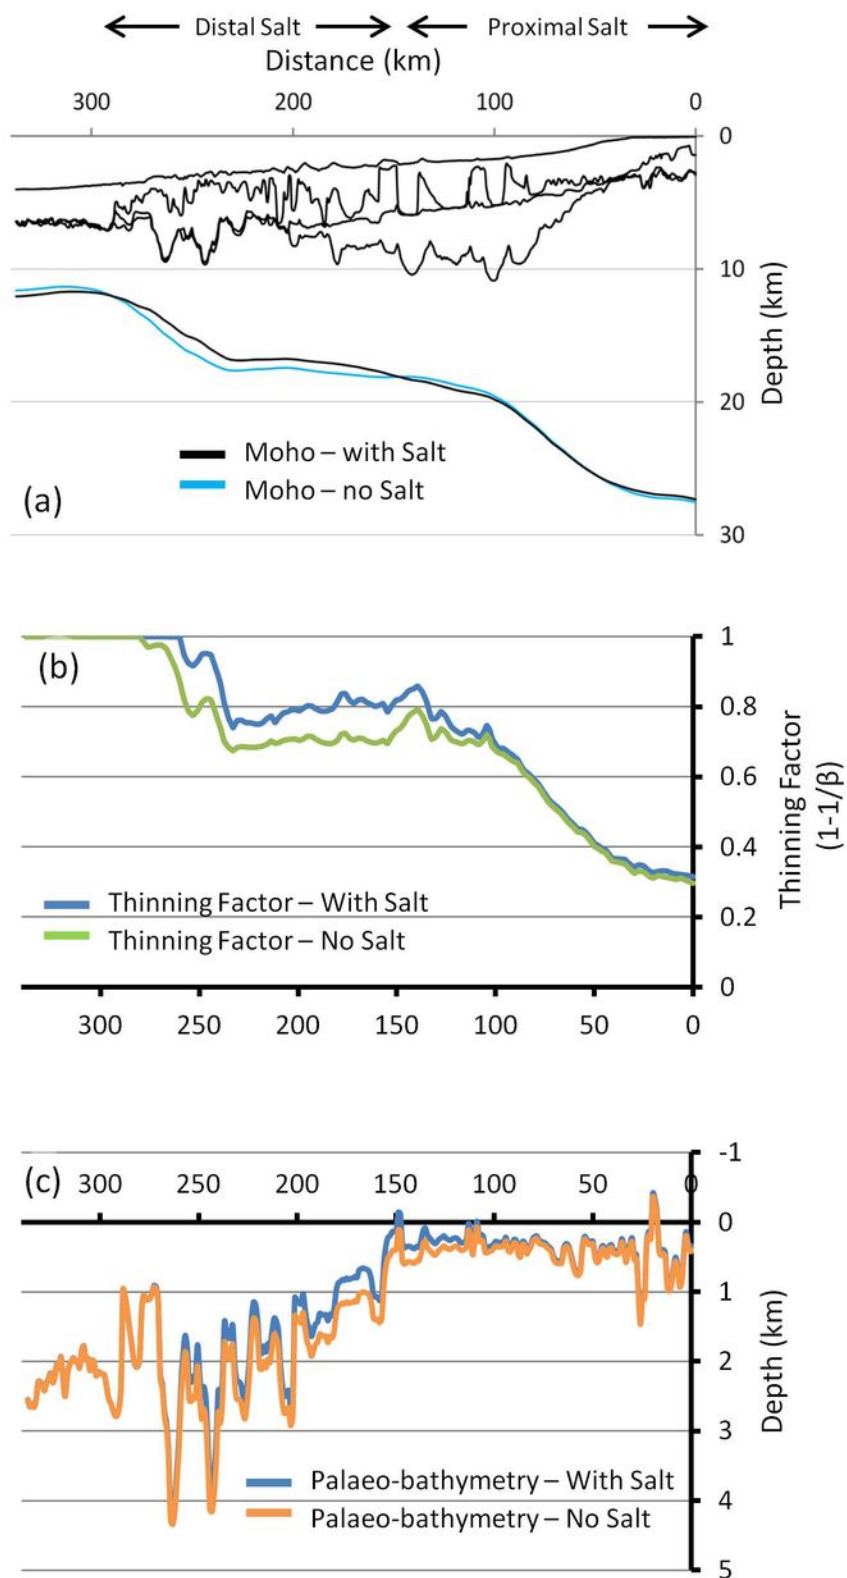 Distal Salt Proximal Salt
Distance (km)
300 200 100 0
0
10
20
30
Depth (km)
Moho – with Salt
Moho – no Salt
(a)
1
0.8
0.6
0.4
0.2
0
Thinning Factor
(1-1/β)
(b)
Thinning Factor – With Salt
Thinning Factor – No Salt
300 250 200 150 100 50 0
(c)
300 250 200 150 100 50 0
-1
0
1
2
3
4
5
Depth (km)
Palaeo-bathymetry – With Salt
Palaeo-bathymetry – No Salt